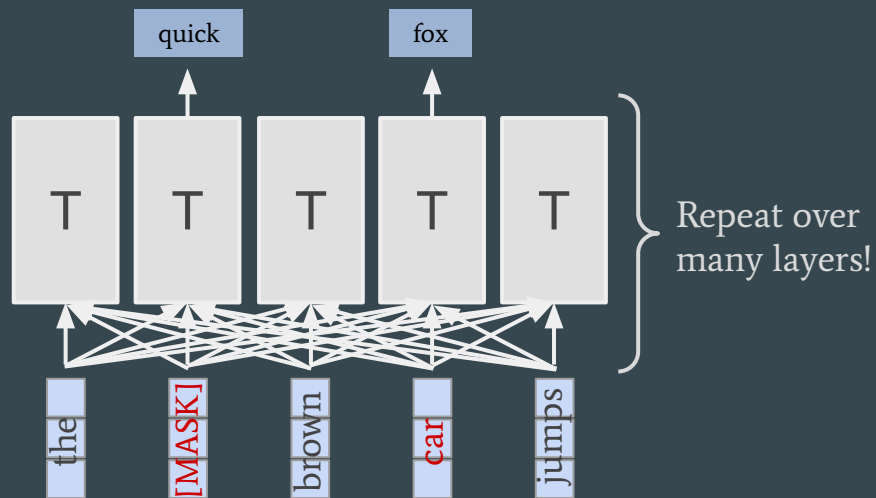 quick
fox
T
T
T
T
T
Repeat over
many layers!
the
[MASK]
brown
car
jumps